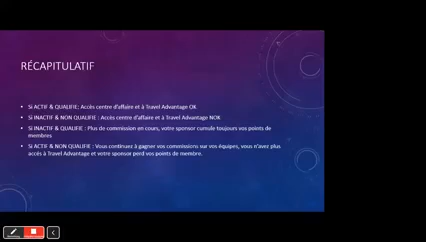 RÉCAPITULATIF
• Si ACTIF & QUALIFIE; Accès centre d'affaire et à Travel Advantage OK
• Si INACTIF & NON QUALIFIE : Accès centre d'affaire et à Travel Advantage NOK
• Si INACTIF & QUALIFIE : Plus de commission en cours, votre sponsor cumule toujours vos points de
membres
• Si ACTIF & NON QUALIFIE : Vous continuez à gagner vos commissions sur vos équipes, vous n'avez plus
accès à Travel Advantage et votre sponsor perd vos points de membre.